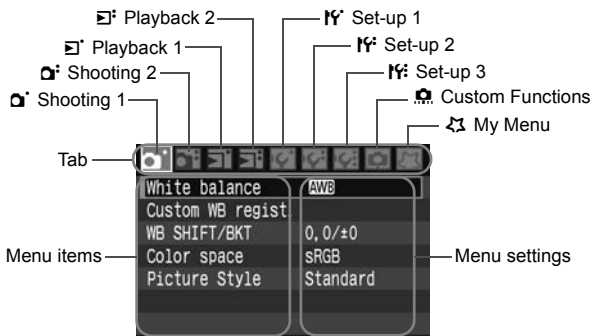 Playback 2
Set-up 1
Playback 1
Set-up 2
Shooting 2
Set-up 3
Shooting 1
Custom Functions
My Menu
Tab
White balance AWB
Custom WB regist.
WB SHIFT/BKT 0,0/±0
Menu items
Color space sRGB
Menu settings
Picture Style Standard